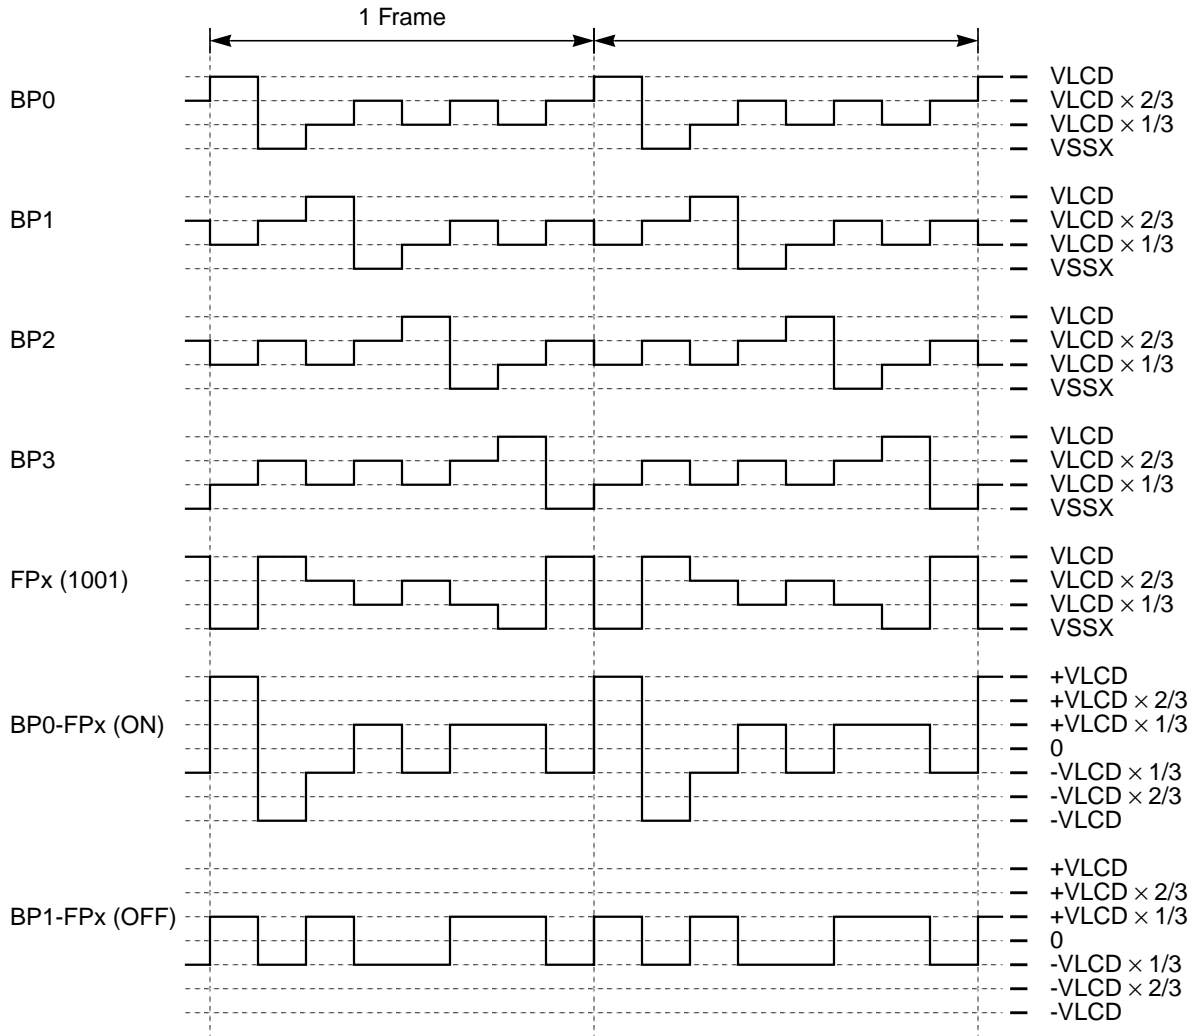 1 Frame
BP0
VLCD
VLCD × 2/3
VLCD × 1/3
VSSX
BP1
VLCD
VLCD × 2/3
VLCD × 1/3
VSSX
BP2
VLCD
VLCD × 2/3
VLCD × 1/3
VSSX
BP3
VLCD
VLCD × 2/3
VLCD × 1/3
VSSX
FPx (1001)
VLCD
VLCD × 2/3
VLCD × 1/3
VSSX
BP0-FPx (ON)
+VLCD
+VLCD × 2/3
+VLCD × 1/3
0
-VLCD × 1/3
-VLCD × 2/3
-VLCD
BP1-FPx (OFF)
+VLCD
+VLCD × 2/3
+VLCD × 1/3
0
-VLCD × 1/3
-VLCD × 2/3
-VLCD